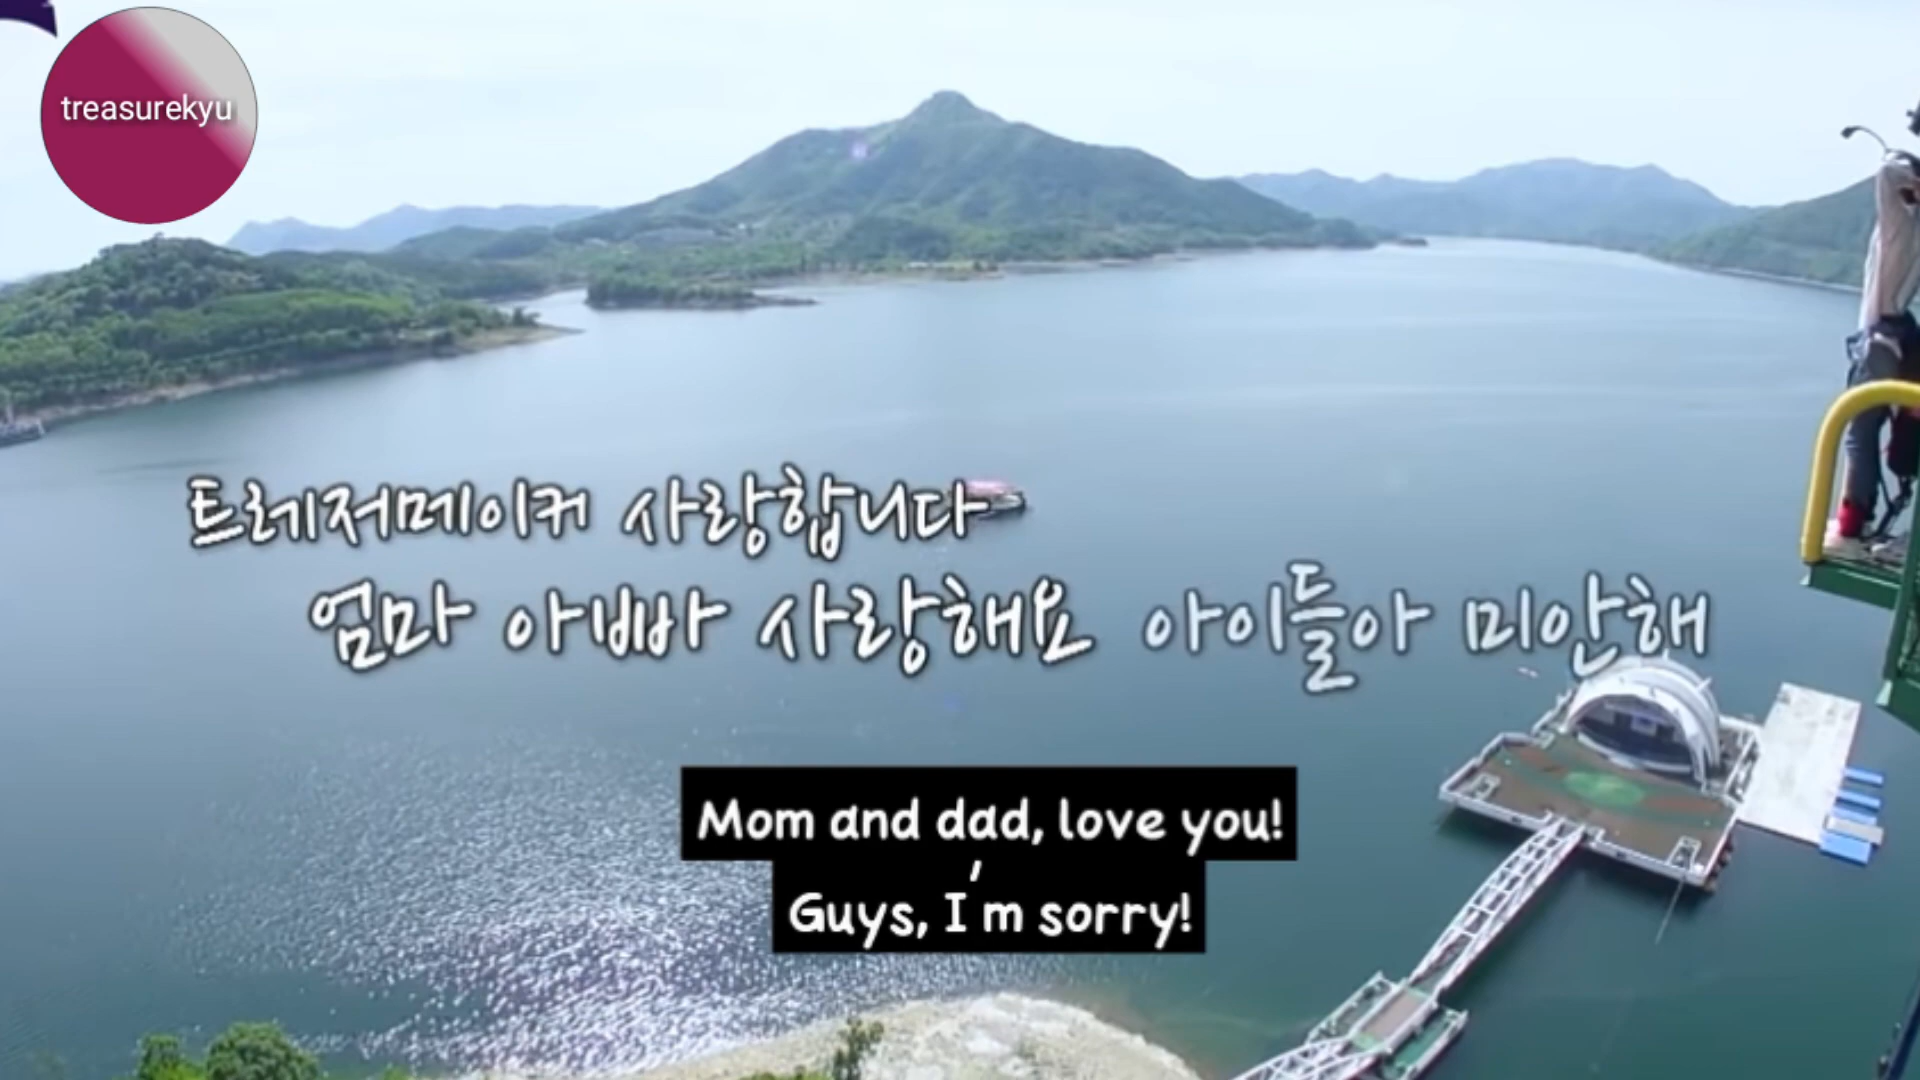 treasurekyu
트레저메이커 사랑합니다
엄마 아빠 사랑해요 아이들아 미안해
Mom and dad, love you!
Guys, I'm sorry!